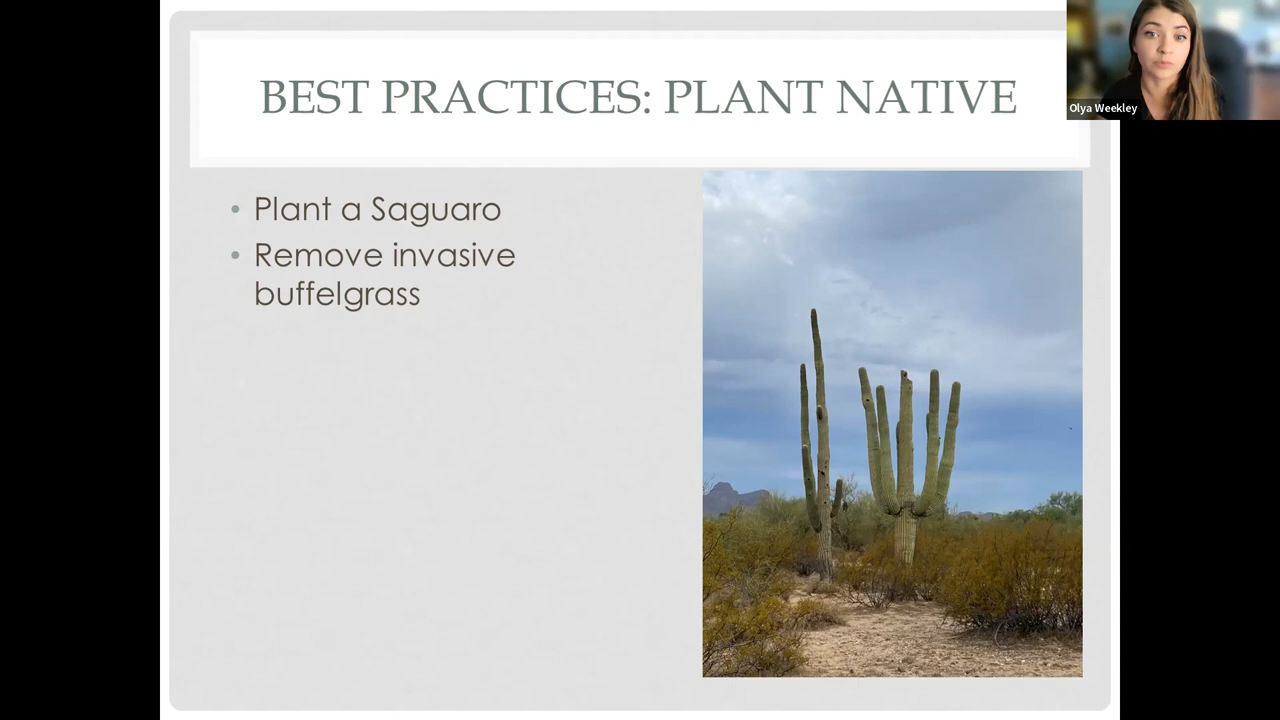 BEST PRACTICES: PLANT NATIVE
Olya Weekley
• Plant a Saguaro
• Remove invasive
buffelgrass